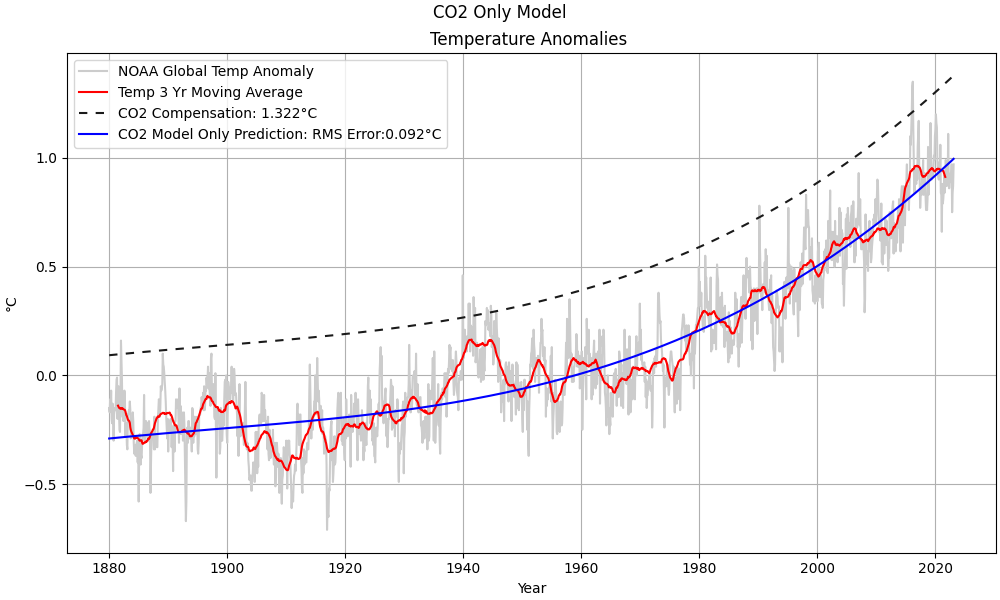 CO2 Only Model
Temperature Anomalies
NOAA Global Temp Anomaly
Temp 3 Yr Moving Average
CO2 Compensation: 1.322°C
CO2 Model Only Prediction: RMS Error:0.092°C
1.0
0.5
0.0
−0.5
°C
1880 1900 1920 1940 1960 1980 2000 2020
Year